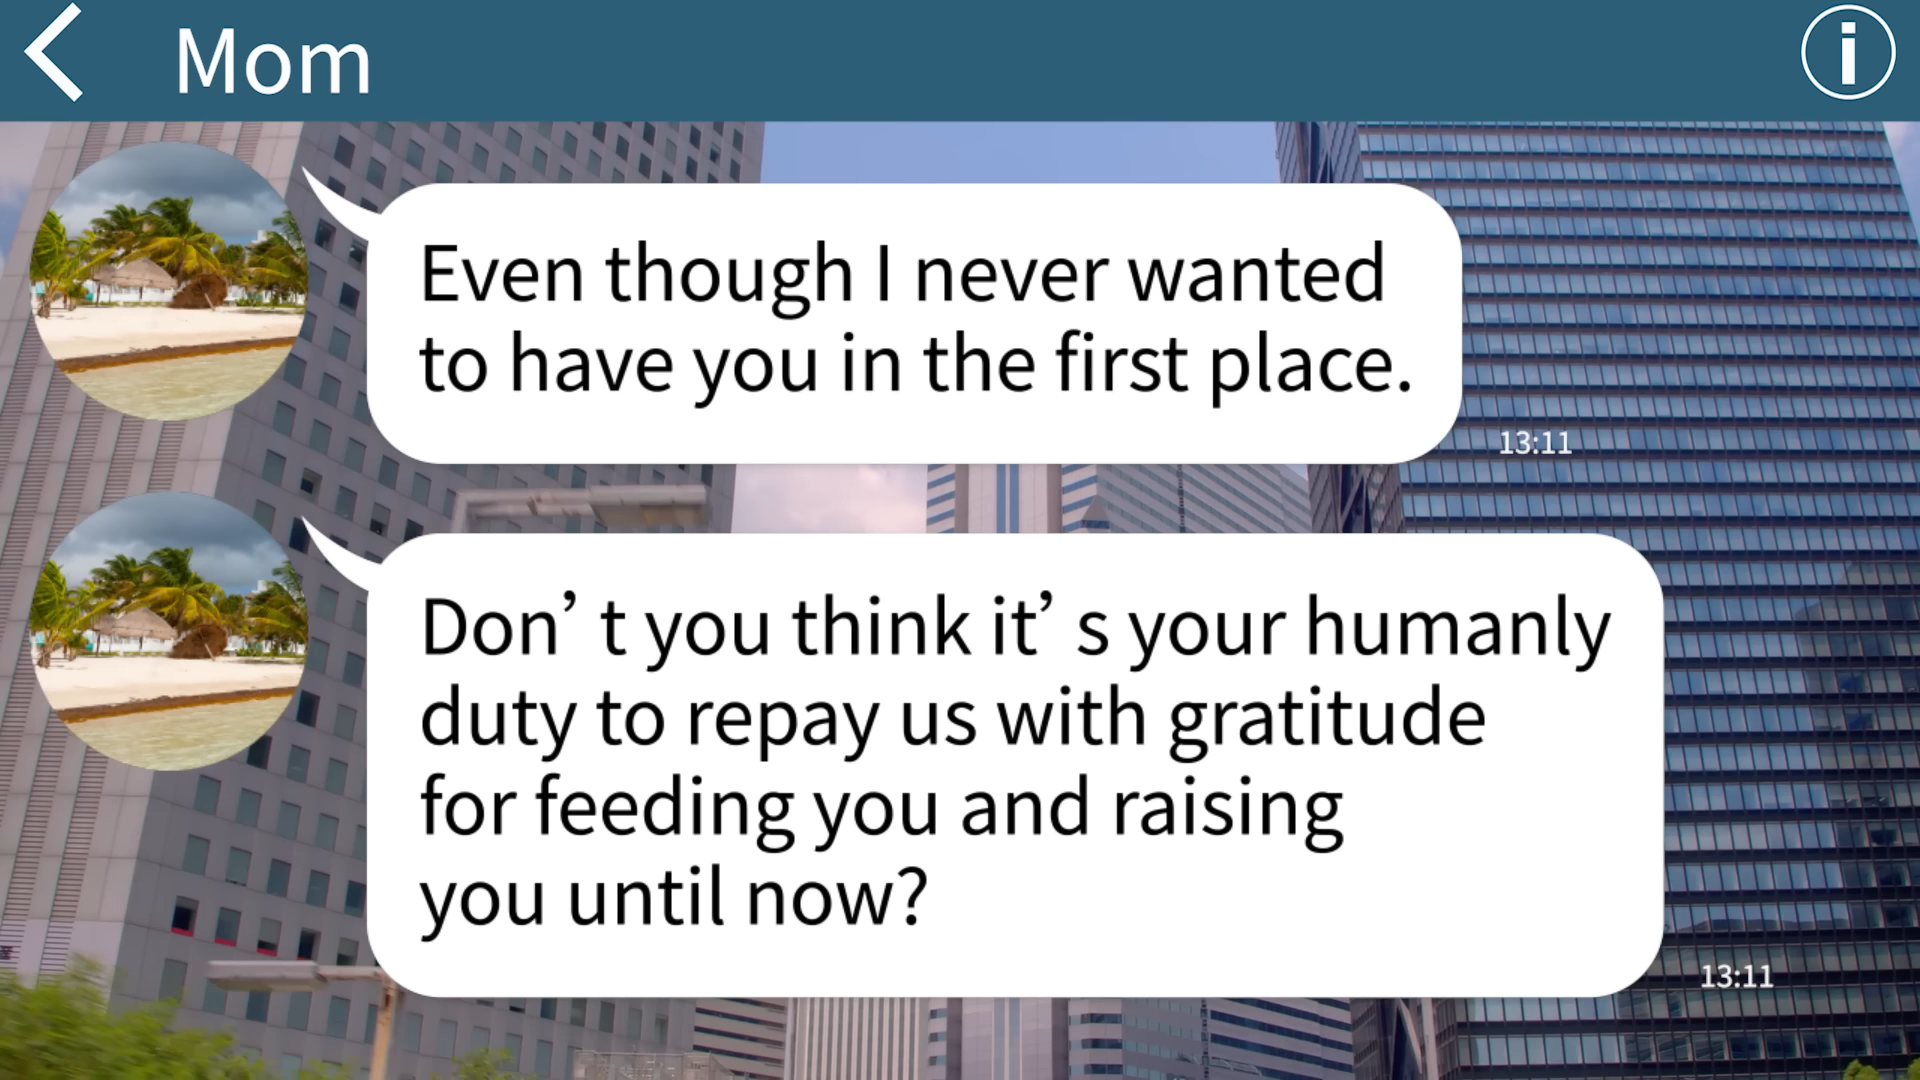 Mom
Even though I never wanted
to have you in the first place.
13:11
Don’t you think it’s your humanly
duty to repay us with gratitude
for feeding you and raising
you until now?
13:11